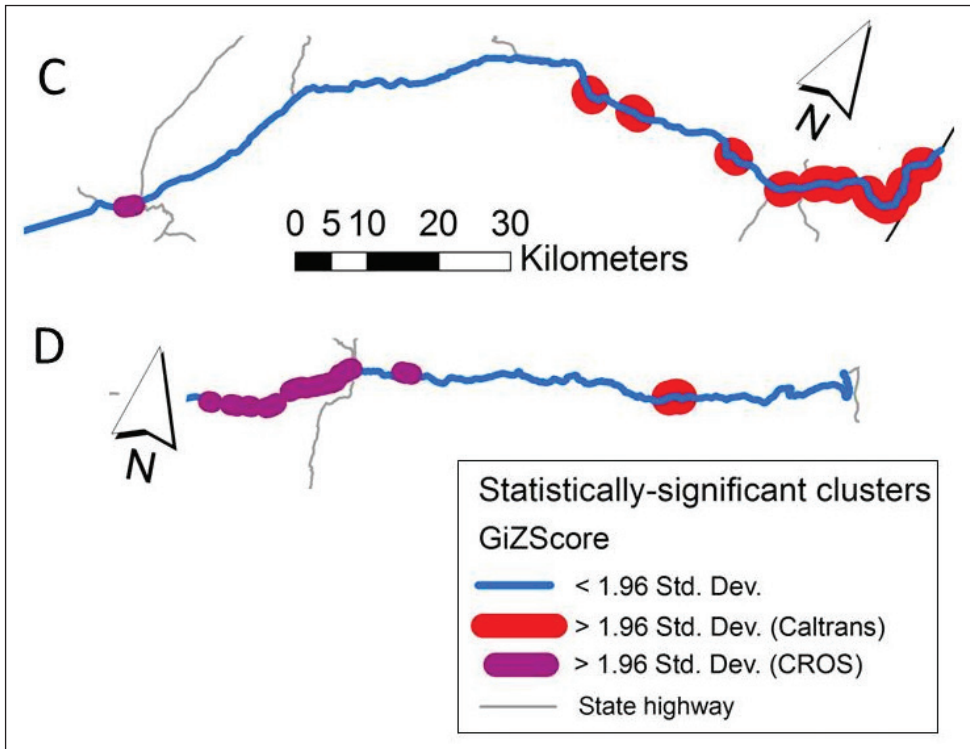 C
N
0 5 10 20 30
Kilometers
D
N
Statistically-significant clusters
GiZScore
< 1.96 Std. Dev.
> 1.96 Std. Dev. (Caltrans)
> 1.96 Std. Dev. (CROS)
State highway